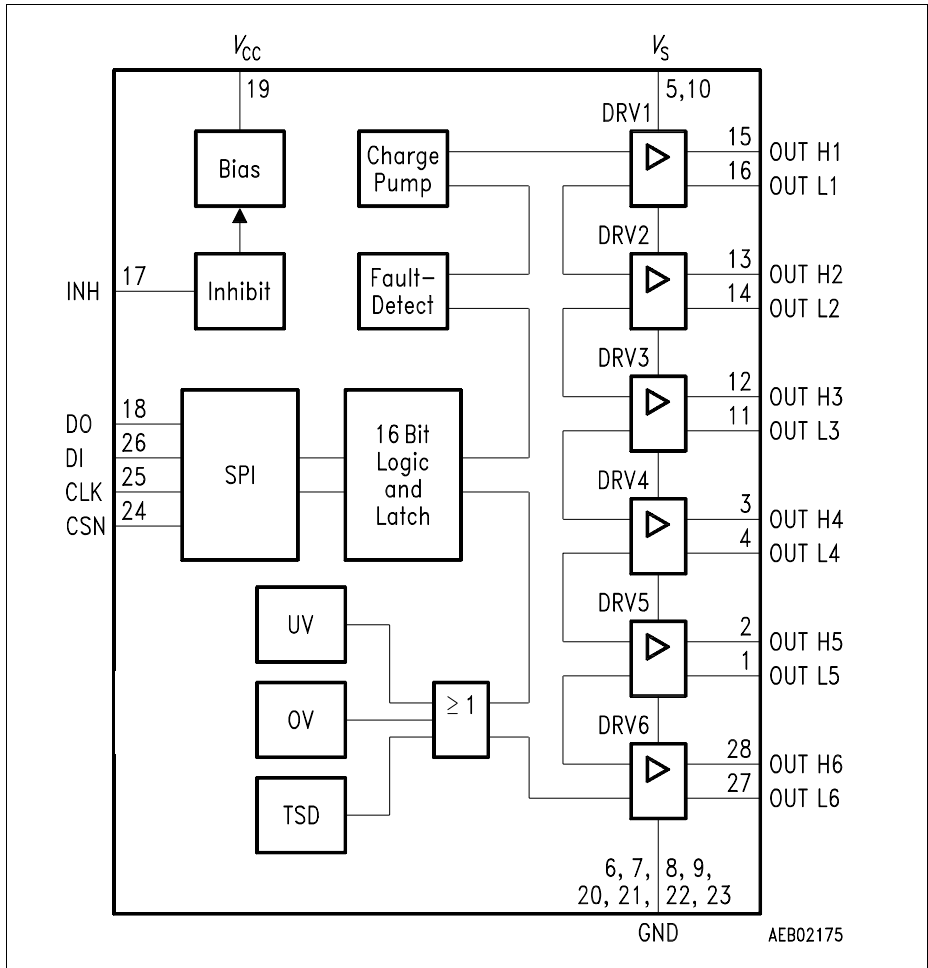 VCC
VS
19
5,10
DRV1
Bias
Charge
Pump
15
OUT H1
16
OUT L1
DRV2
INH
17
Inhibit
Fault–
Detect
13
OUT H2
14
OUT L2
DRV3
12
OUT H3
11
OUT L3
DO
18
DI
26
CLK
25
CSN
24
SPI
16 Bit
Logic
and
Latch
DRV4
3
OUT H4
4
OUT L4
DRV5
UV
2
OUT H5
1
OUT L5
OV
≥ 1
DRV6
28
OUT H6
27
OUT L6
TSD
6, 7, 8, 9,
20, 21, 22, 23
GND
AEB02175